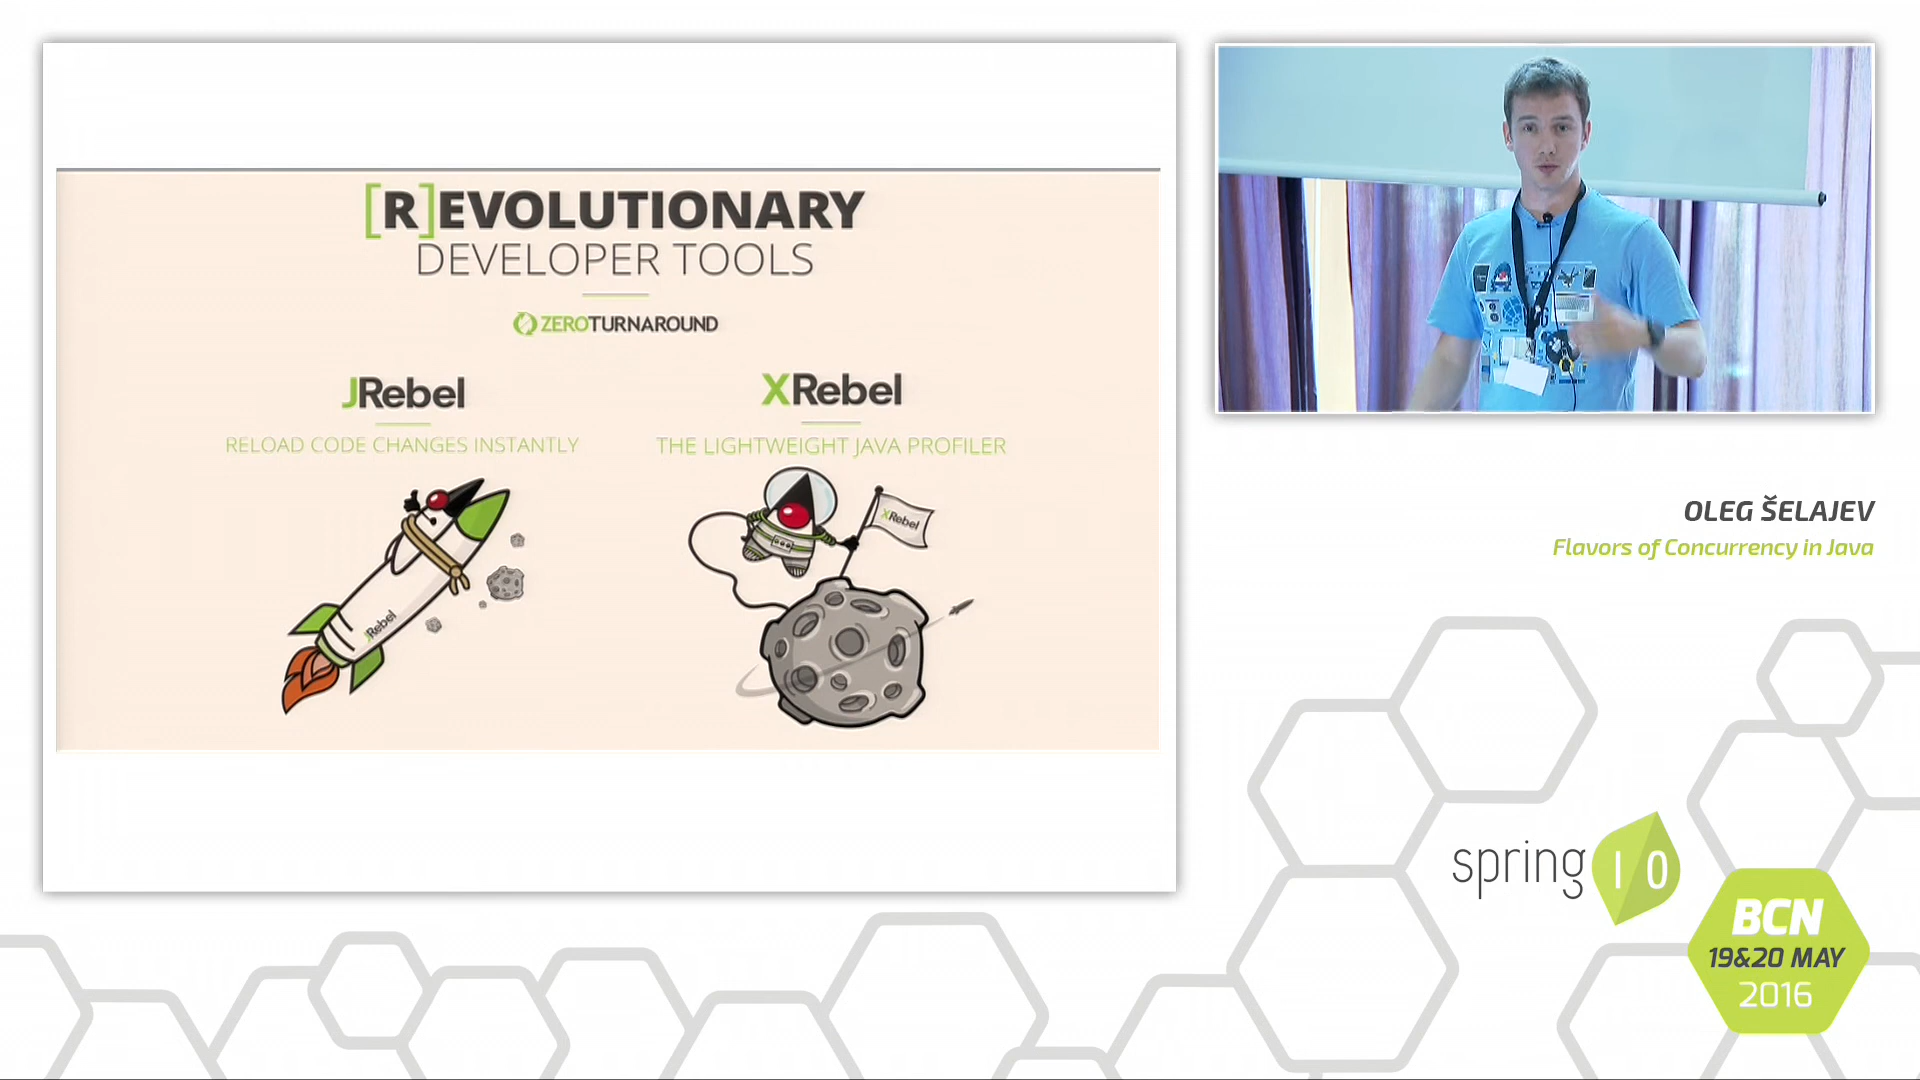 [R]EVOLUTIONARY
DEVELOPER TOOLS
ZEROTURNAROUND
JRebel
RELOAD CODE CHANGES INSTANTLY
JRebel
XRebel
THE LIGHTWEIGHT JAVA PROFILER
XRebel
OLEG ŠELAJEV
Flavors of Concurrency in Java
spring I O
BCN
19&20 MAY
2016